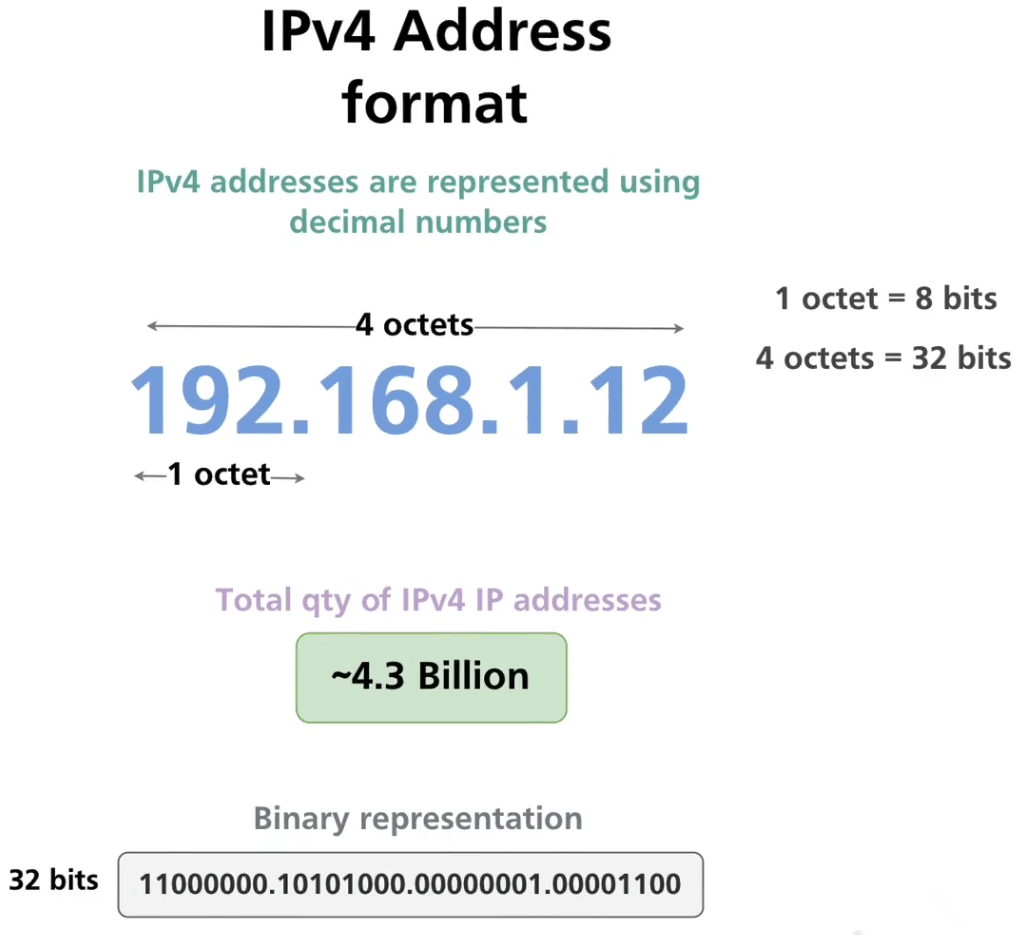 IPv4 Address
format
IPv4 addresses are represented using
decimal numbers
1 octet = 8 bits
4 octets
4 octets = 32 bits
192.168.1.12
1 octet
Total qty of IPv4 IP addresses
~4.3 Billion
Binary representation
32 bits
11000000.10101000.00000001.00001100